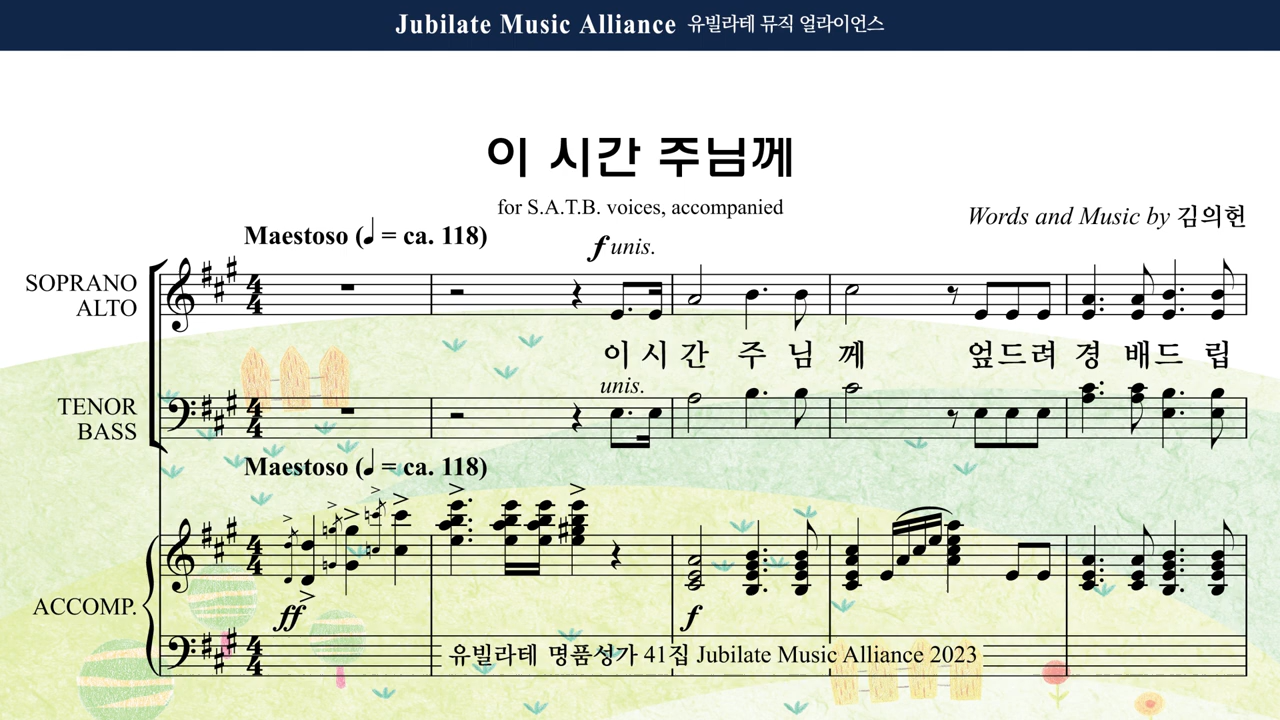 Jubilate Music Alliance 유빌라테 뮤직 얼라이언스
이 시간 주님께
for S.A.T.B. voices, accompanied
Words and Music by 김의헌
Maestoso (♩ = ca. 118)
f unis.
SOPRANO
ALTO
이 시 간 주 님 께 엎드려 경 배드 립
unis.
TENOR
BASS
Maestoso (♩ = ca. 118)
ACCOMP.
ff
f
유빌라테 명품성가 41집 Jubilate Music Alliance 2023